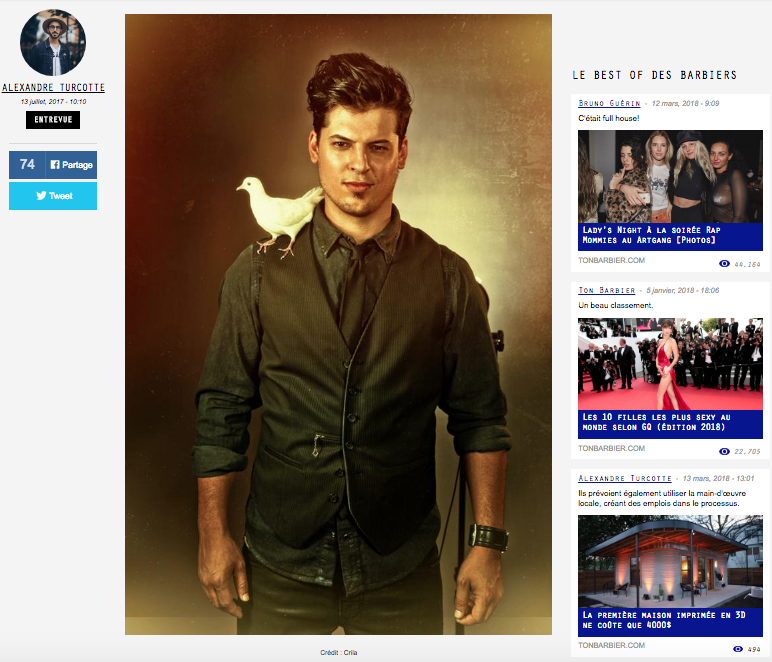 ALEXANDRE TURCOTTE
13 juillet, 2017 - 10:10
ENTREVUE
74 Partage
Tweet
Crédit : Crila
LE BEST OF DES BARBIERS
Bruno Guérin - 12 mars, 2018 - 9:09
C'était full house!
Lady's Night À la soirée Rap
Mommies au Artgang [Photos]
TONBARBIER.COM
44,164
Ton Barbier - 5 janvier, 2018 - 18:06
Un beau classement.
Les 10 filles les plus sexy au
monde selon GQ (édition 2018)
TONBARBIER.COM
22,705
Alexandre Turcotte - 13 mars, 2018 - 13:01
Ils prévoient également utiliser la main-d'œuvre
locale, créant des emplois dans le processus.
La première maison imprimée en 3D
ne coûte que 4000$
TONBARBIER.COM
494